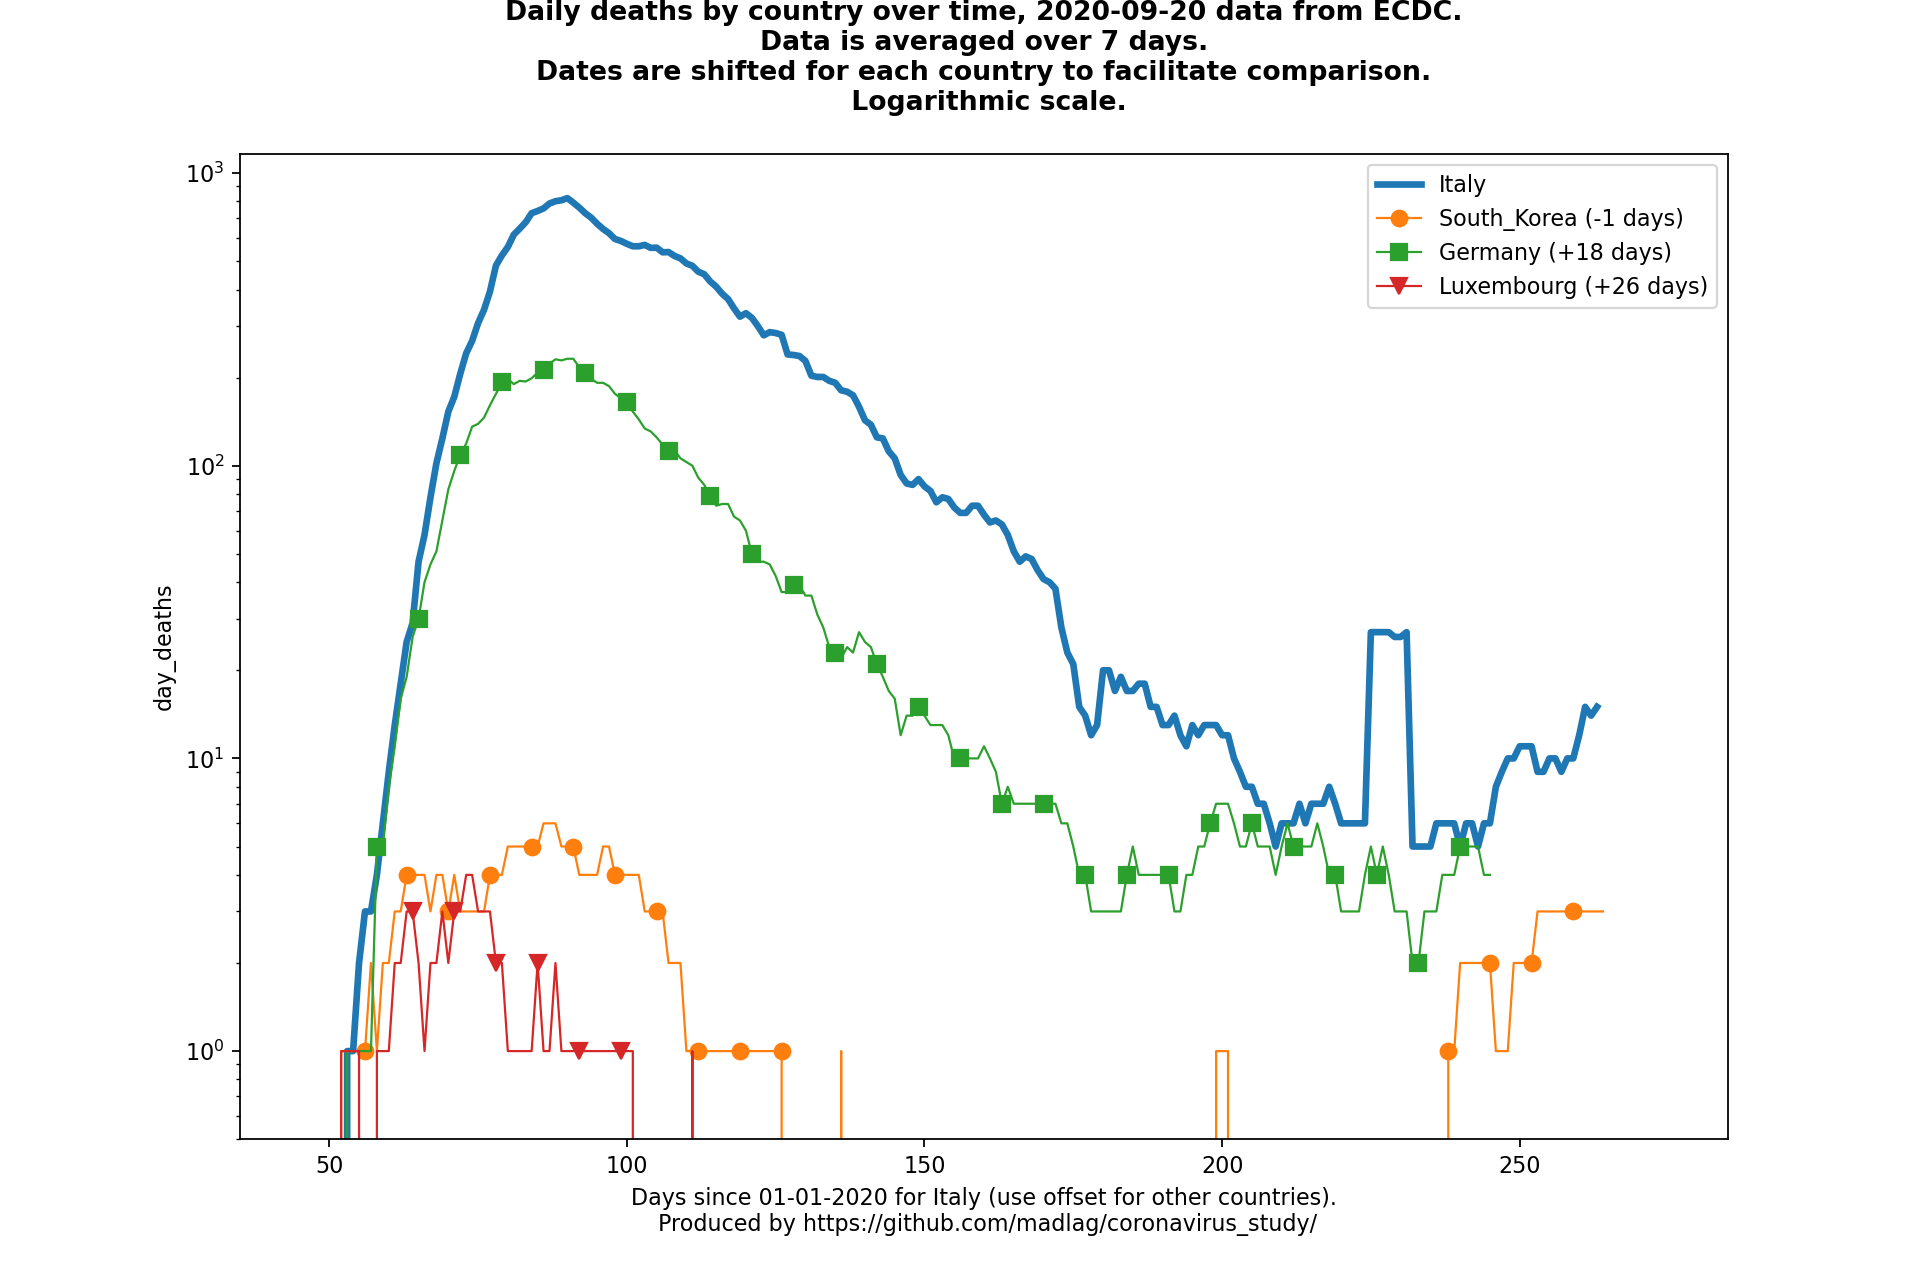 Daily deaths by country over time, 2020-09-20 data from ECDC.
Data is averaged over 7 days.
Dates are shifted for each country to facilitate comparison.
Logarithmic scale.
10³
10²
10¹
10⁰
day_deaths
Italy
South_Korea (-1 days)
Germany (+18 days)
Luxembourg (+26 days)
50 100 150 200 250
Days since 01-01-2020 for Italy (use offset for other countries).
Produced by https://github.com/madlag/coronavirus_study/